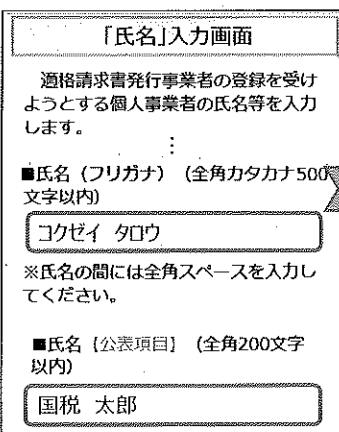 「氏名」入力画面
適格請求書発行事業者の登録を受け
ようとする個人事業者の氏名等を入力
します。
⋮
■氏名（フリガナ）（全角カタカナ500
文字以内）
コクゼイ タロウ
※氏名の間には全角スペースを入力し
てください。
■氏名【公表項目】（全角200文字
以内）
国税 太郎